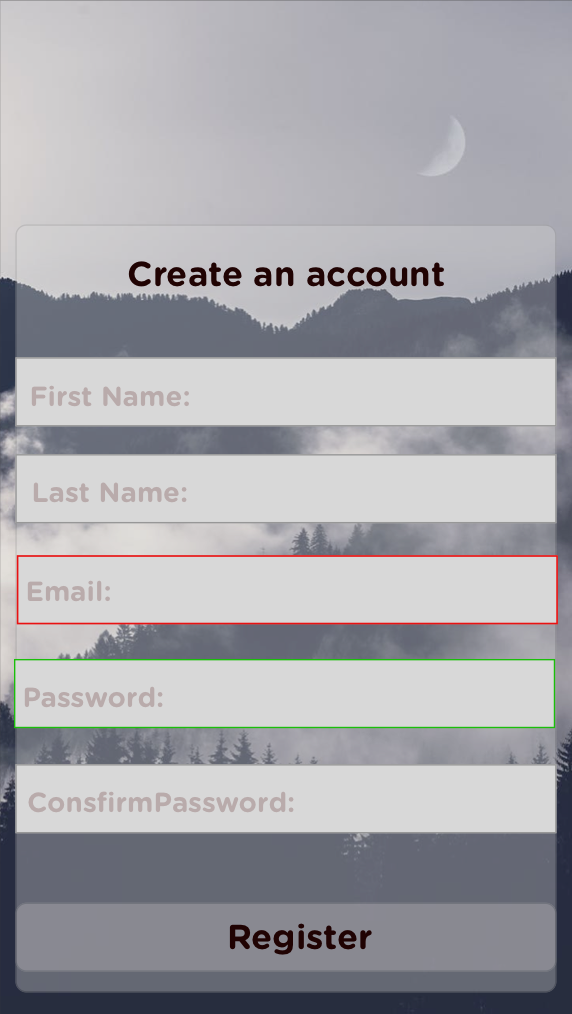 Create an account
First Name:
Last Name:
Email:
Password:
ConsfirmPassword:
Register